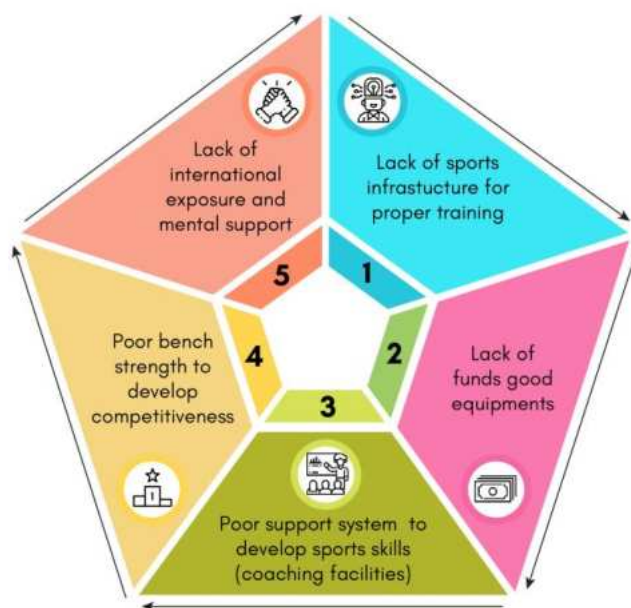 Lack of sports
infrastucture for
proper training
1
Lack of
funds good
equipments
2
Poor support system to
develop sports skills
(coaching facilities)
3
Poor bench
strength to
develop
competitiveness
4
Lack of
international
exposure and
mental support
5
1